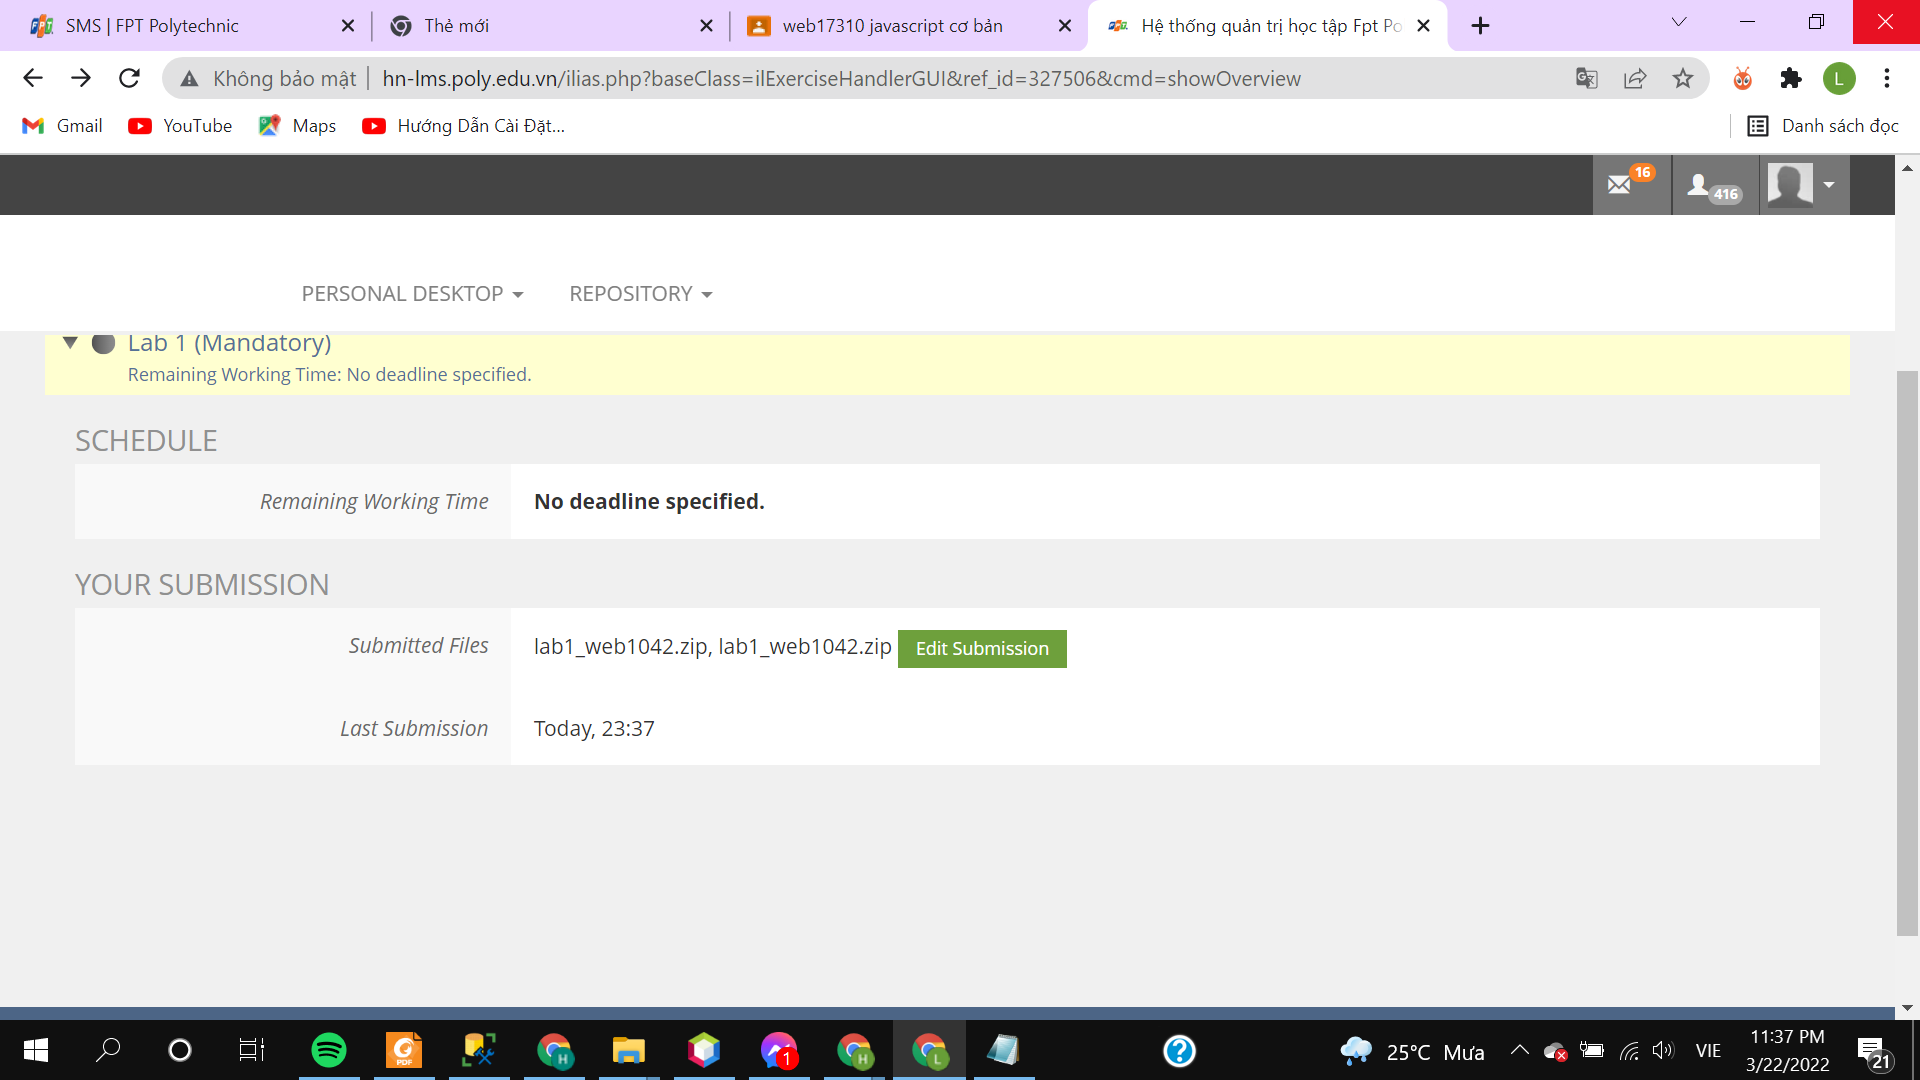 SMS | FPT Polytechnic
Thẻ mới
web17310 javascript cơ bản
Hệ thống quản trị học tập Fpt Po
Không bảo mật
hn-lms.poly.edu.vn/ilias.php?baseClass=ilExerciseHandlerGUI&ref_id=327506&cmd=showOverview
L
Gmail
YouTube
Maps
Hướng Dẫn Cài Đặt...
Danh sách đọc
16
416
PERSONAL DESKTOP
REPOSITORY
Lab 1 (Mandatory)
Remaining Working Time: No deadline specified.
SCHEDULE
Remaining Working Time
No deadline specified.
YOUR SUBMISSION
Submitted Files
lab1_web1042.zip, lab1_web1042.zip
Edit Submission
Last Submission
Today, 23:37
PDF
H
1
H
L
25°C Mưa
VIE
11:37 PM
3/22/2022
21